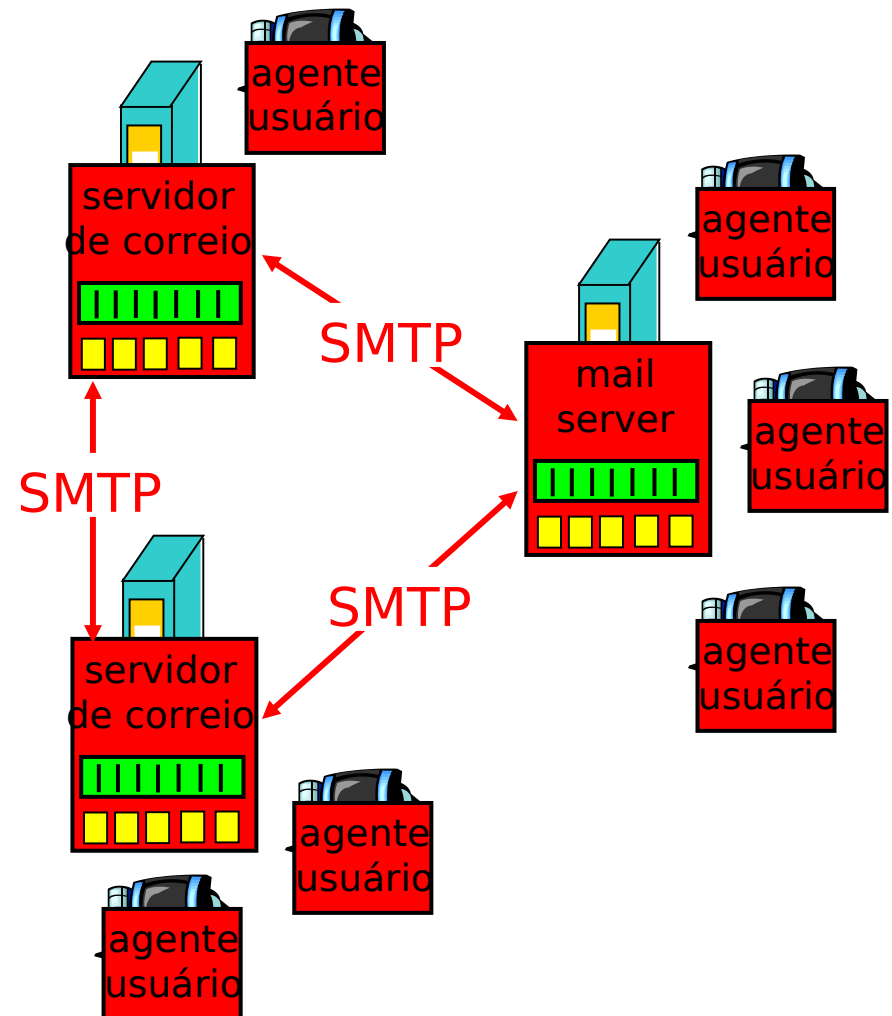 agente
usuário
servidor
de correio
agente
usuário
SMTP
mail
server
agente
usuário
SMTP
SMTP
servidor
de correio
agente
usuário
agente
usuário
agente
usuário